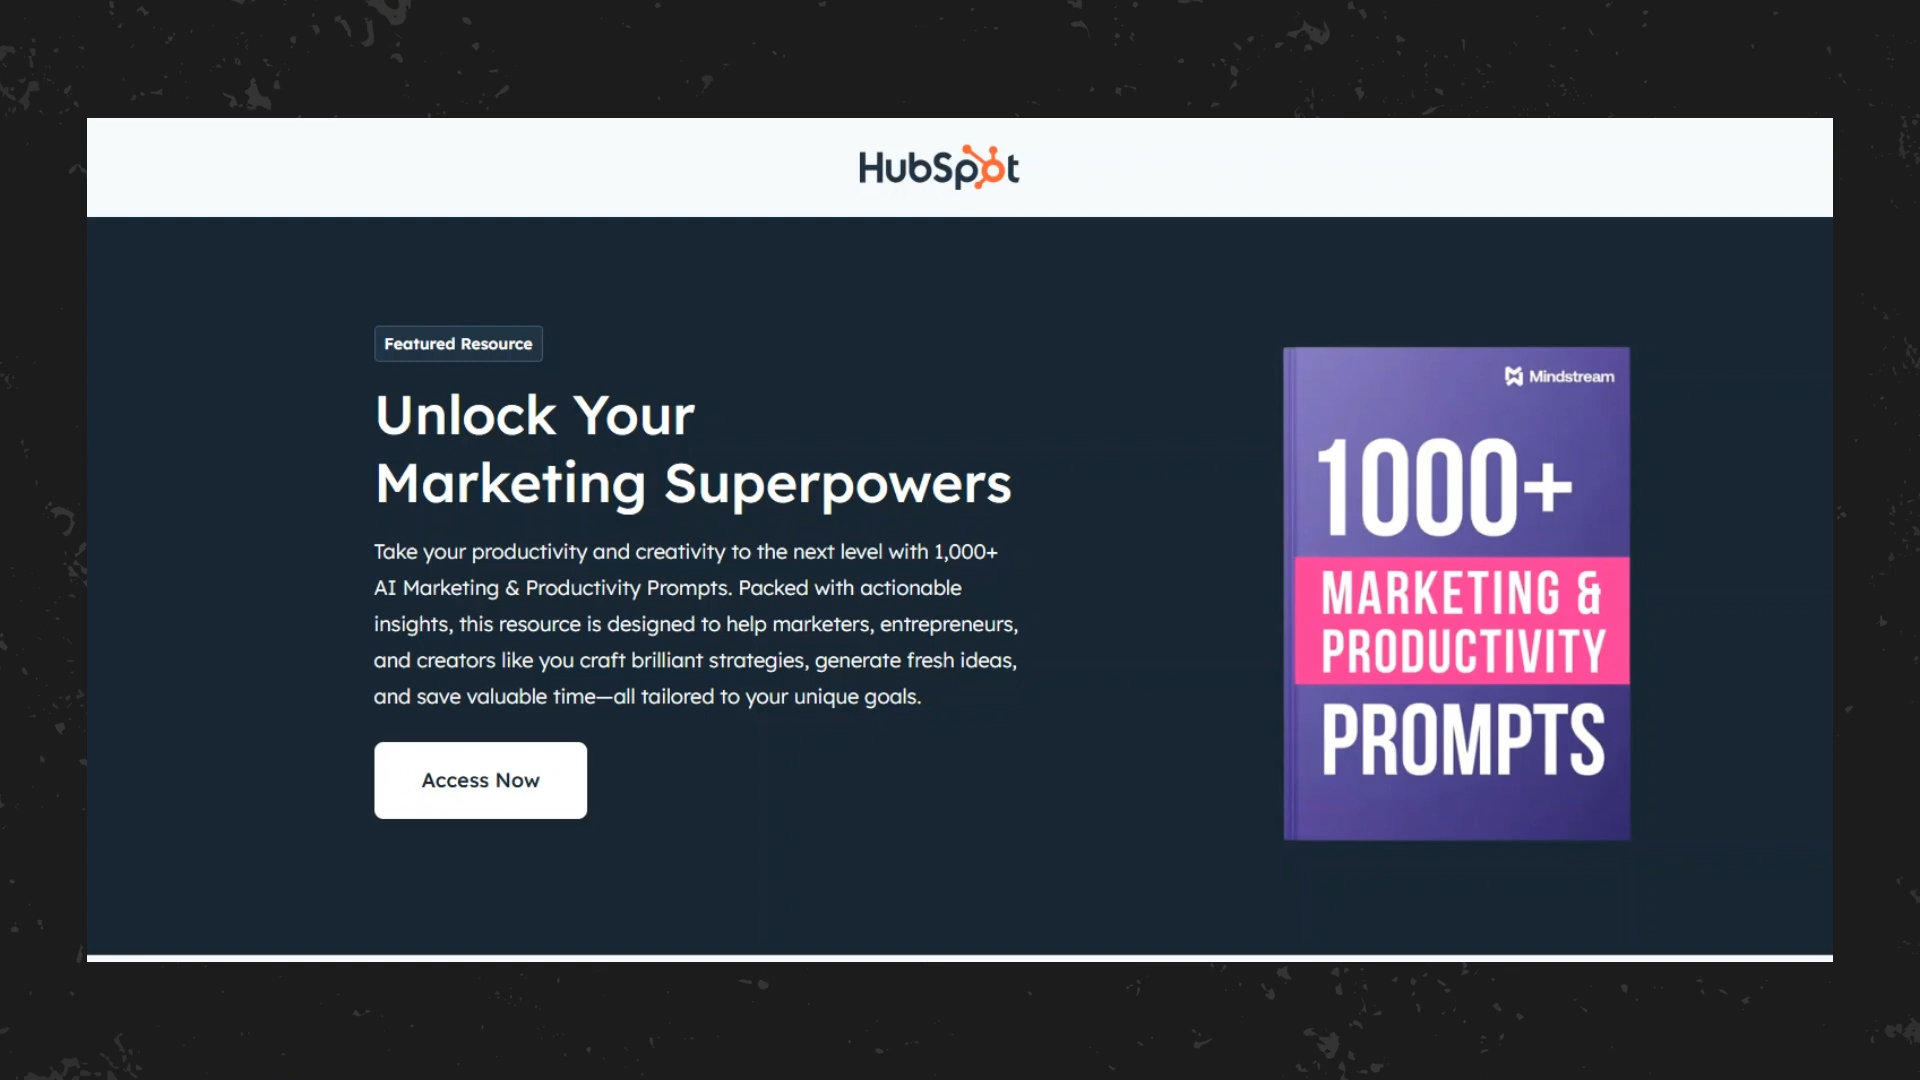 HubSpot
Featured Resource
Unlock Your
Marketing Superpowers
Take your productivity and creativity to the next level with 1,000+
AI Marketing & Productivity Prompts. Packed with actionable
insights, this resource is designed to help marketers, entrepreneurs,
and creators like you craft brilliant strategies, generate fresh ideas,
and save valuable time—all tailored to your unique goals.
Access Now
Mindstream
1000+
MARKETING &
PRODUCTIVITY
PROMPTS